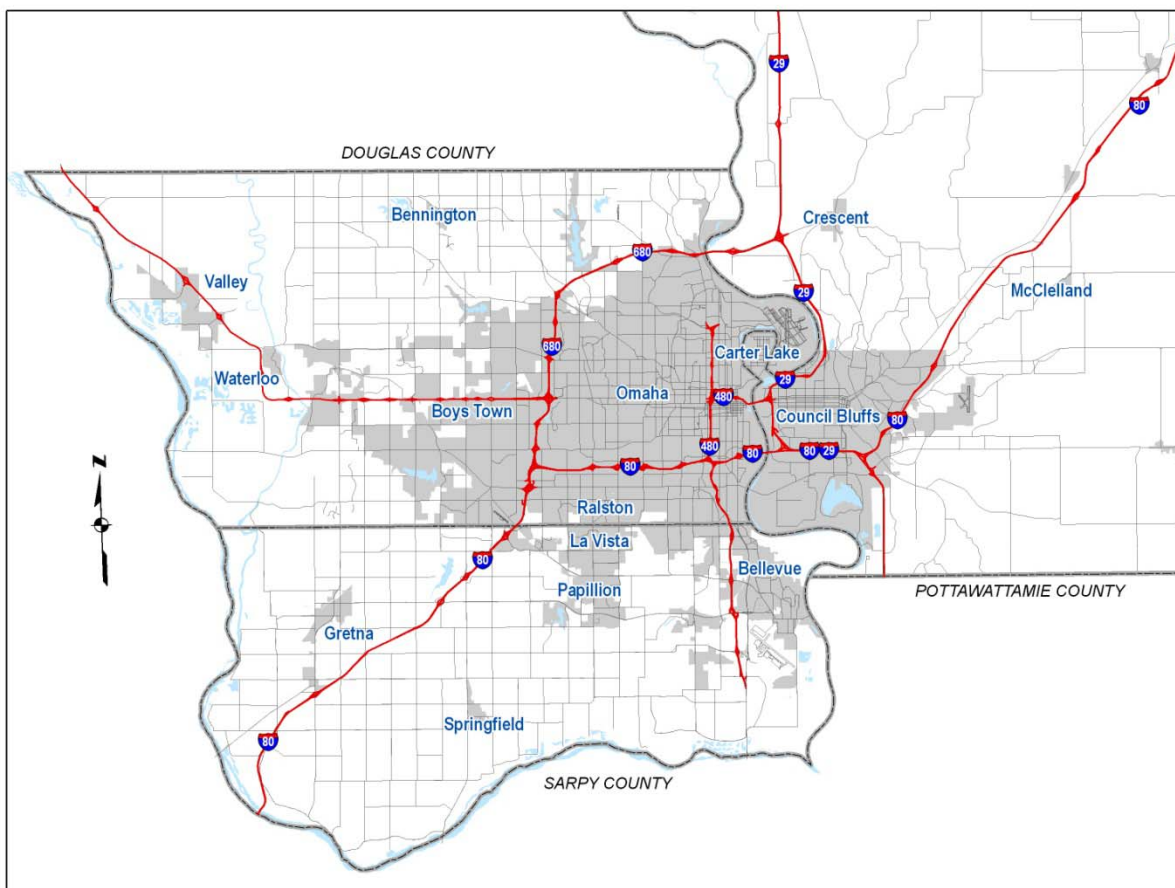 29
80
DOUGLAS COUNTY
Bennington
Crescent
680
Valley
29
McClelland
680
Carter Lake
Waterloo
29
Omaha
480
Boys Town
Council Bluffs
80
480
80
80
80
29
N
Ralston
La Vista
80
Bellevue
Papillion
POTTAWATTAMIE COUNTY
Gretna
Springfield
80
SARPY COUNTY